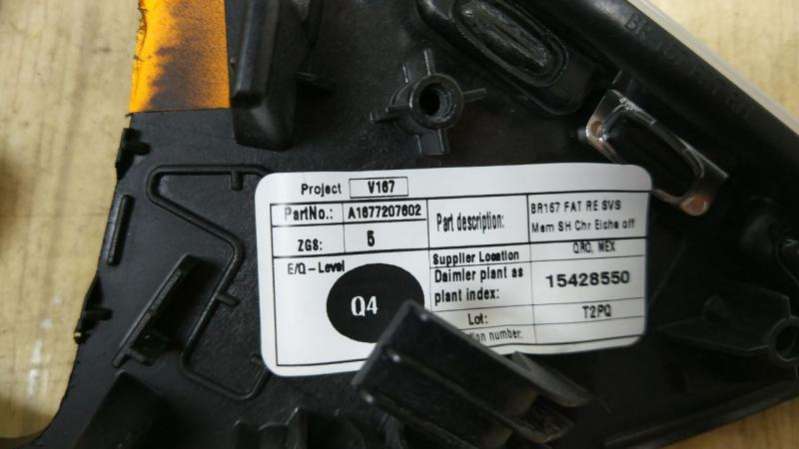 Project V167
PartNo.: A1677207602
ZGS: 5
Part description: BR167 FAT RE SVS
Mem SH Chr Eiche off
E/Q-Level
Q4
Supplier Location QRO, MEX
Daimler plant as
plant index: 15428550
Lot: T2PQ
number: